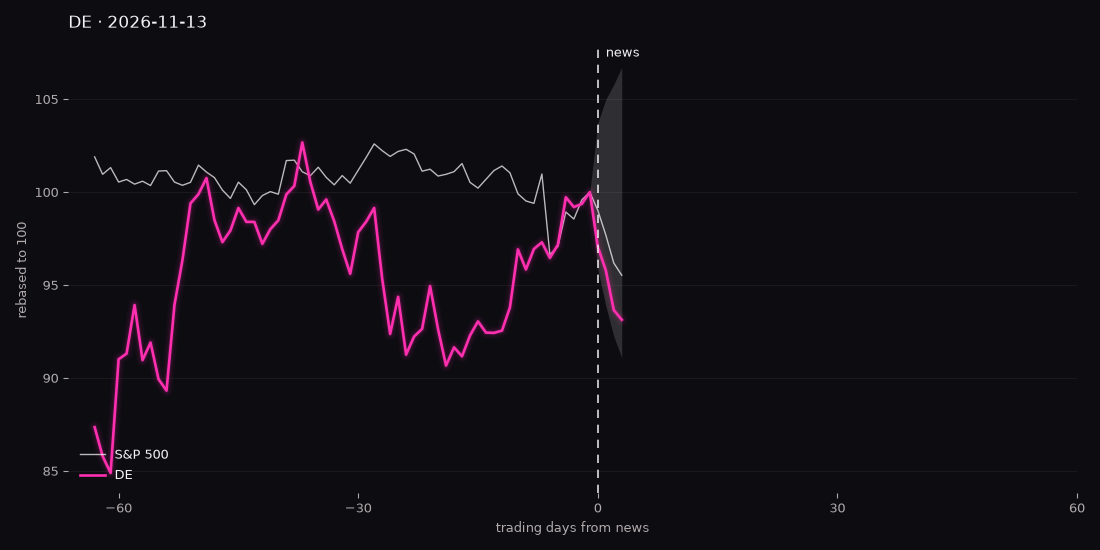 DE · 2026-11-13
news
105
100
95
90
85
rebased to 100
S&P 500
DE
−60
−30
0
30
60
trading days from news